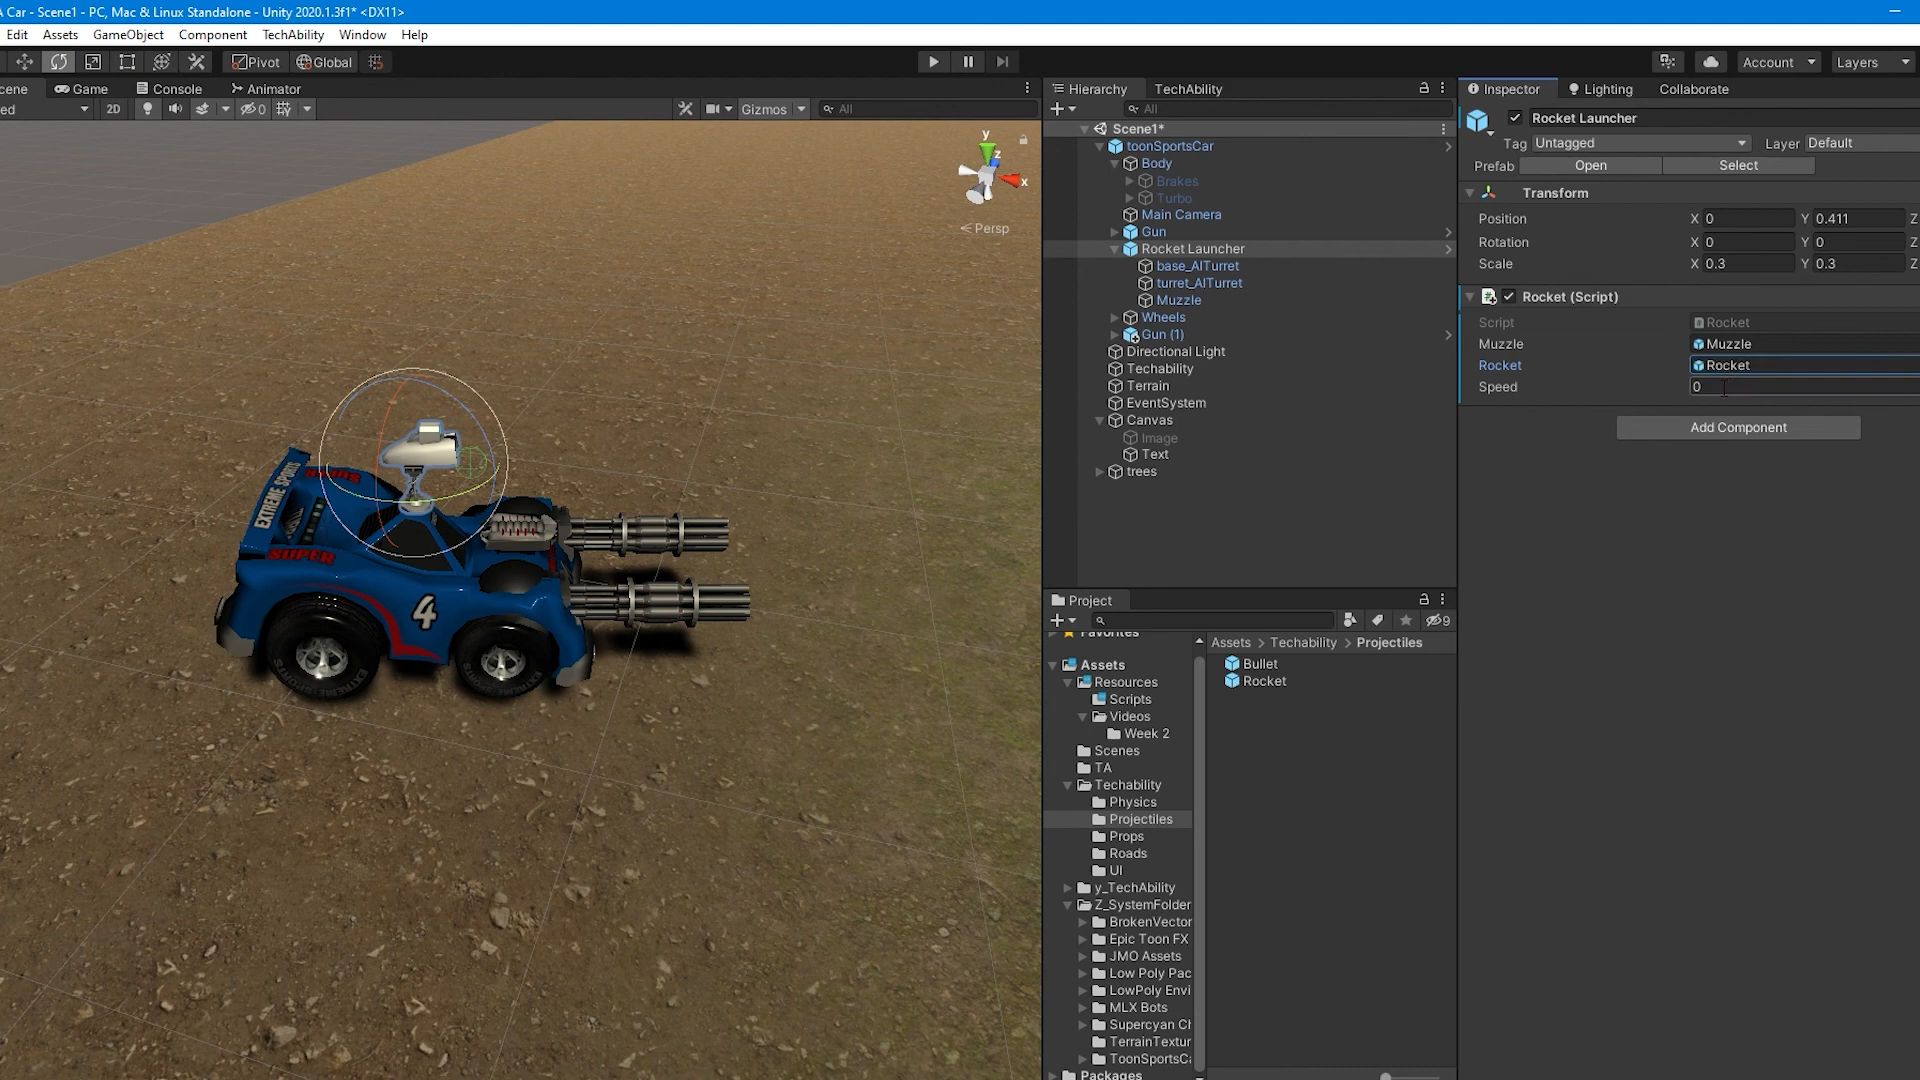 A Car - Scene1 - PC, Mac & Linux Standalone - Unity 2020.1.3f1* <DX11>
Edit Assets GameObject Component TechAbility Window Help
Pivot Global Account Layers
cene Game Console Animator
ed 2D 0 Gizmos All
y
z
x
Persp
EXTREME SPORTS
SUPER
4
Hierarchy TechAbility
All
Scene1*
toonSportsCar
Body
Brakes
Turbo
Main Camera
Gun
Rocket Launcher
base_AITurret
turret_AITurret
Muzzle
Wheels
Gun (1)
Directional Light
Techability
Terrain
EventSystem
Canvas
Image
Text
trees
Project
9
Favorites
Assets
Resources
Scripts
Videos
Week 2
Scenes
TA
Techability
Physics
Projectiles
Props
Roads
UI
y_TechAbility
Z_SystemFolder
BrokenVector
Epic Toon FX
JMO Assets
Low Poly Pac
LowPoly Envi
MLX Bots
Supercyan Ch
TerrainTextur
ToonSportsCa
Packages
Assets > Techability > Projectiles
Bullet
Rocket
Inspector Lighting Collaborate
Rocket Launcher
Tag Untagged Layer Default
Prefab Open Select
Transform
Position X 0 Y 0.411 Z
Rotation X 0 Y 0 Z
Scale X 0.3 Y 0.3 Z
Rocket (Script)
Script Rocket
Muzzle Muzzle
Rocket Rocket
Speed 0
Add Component